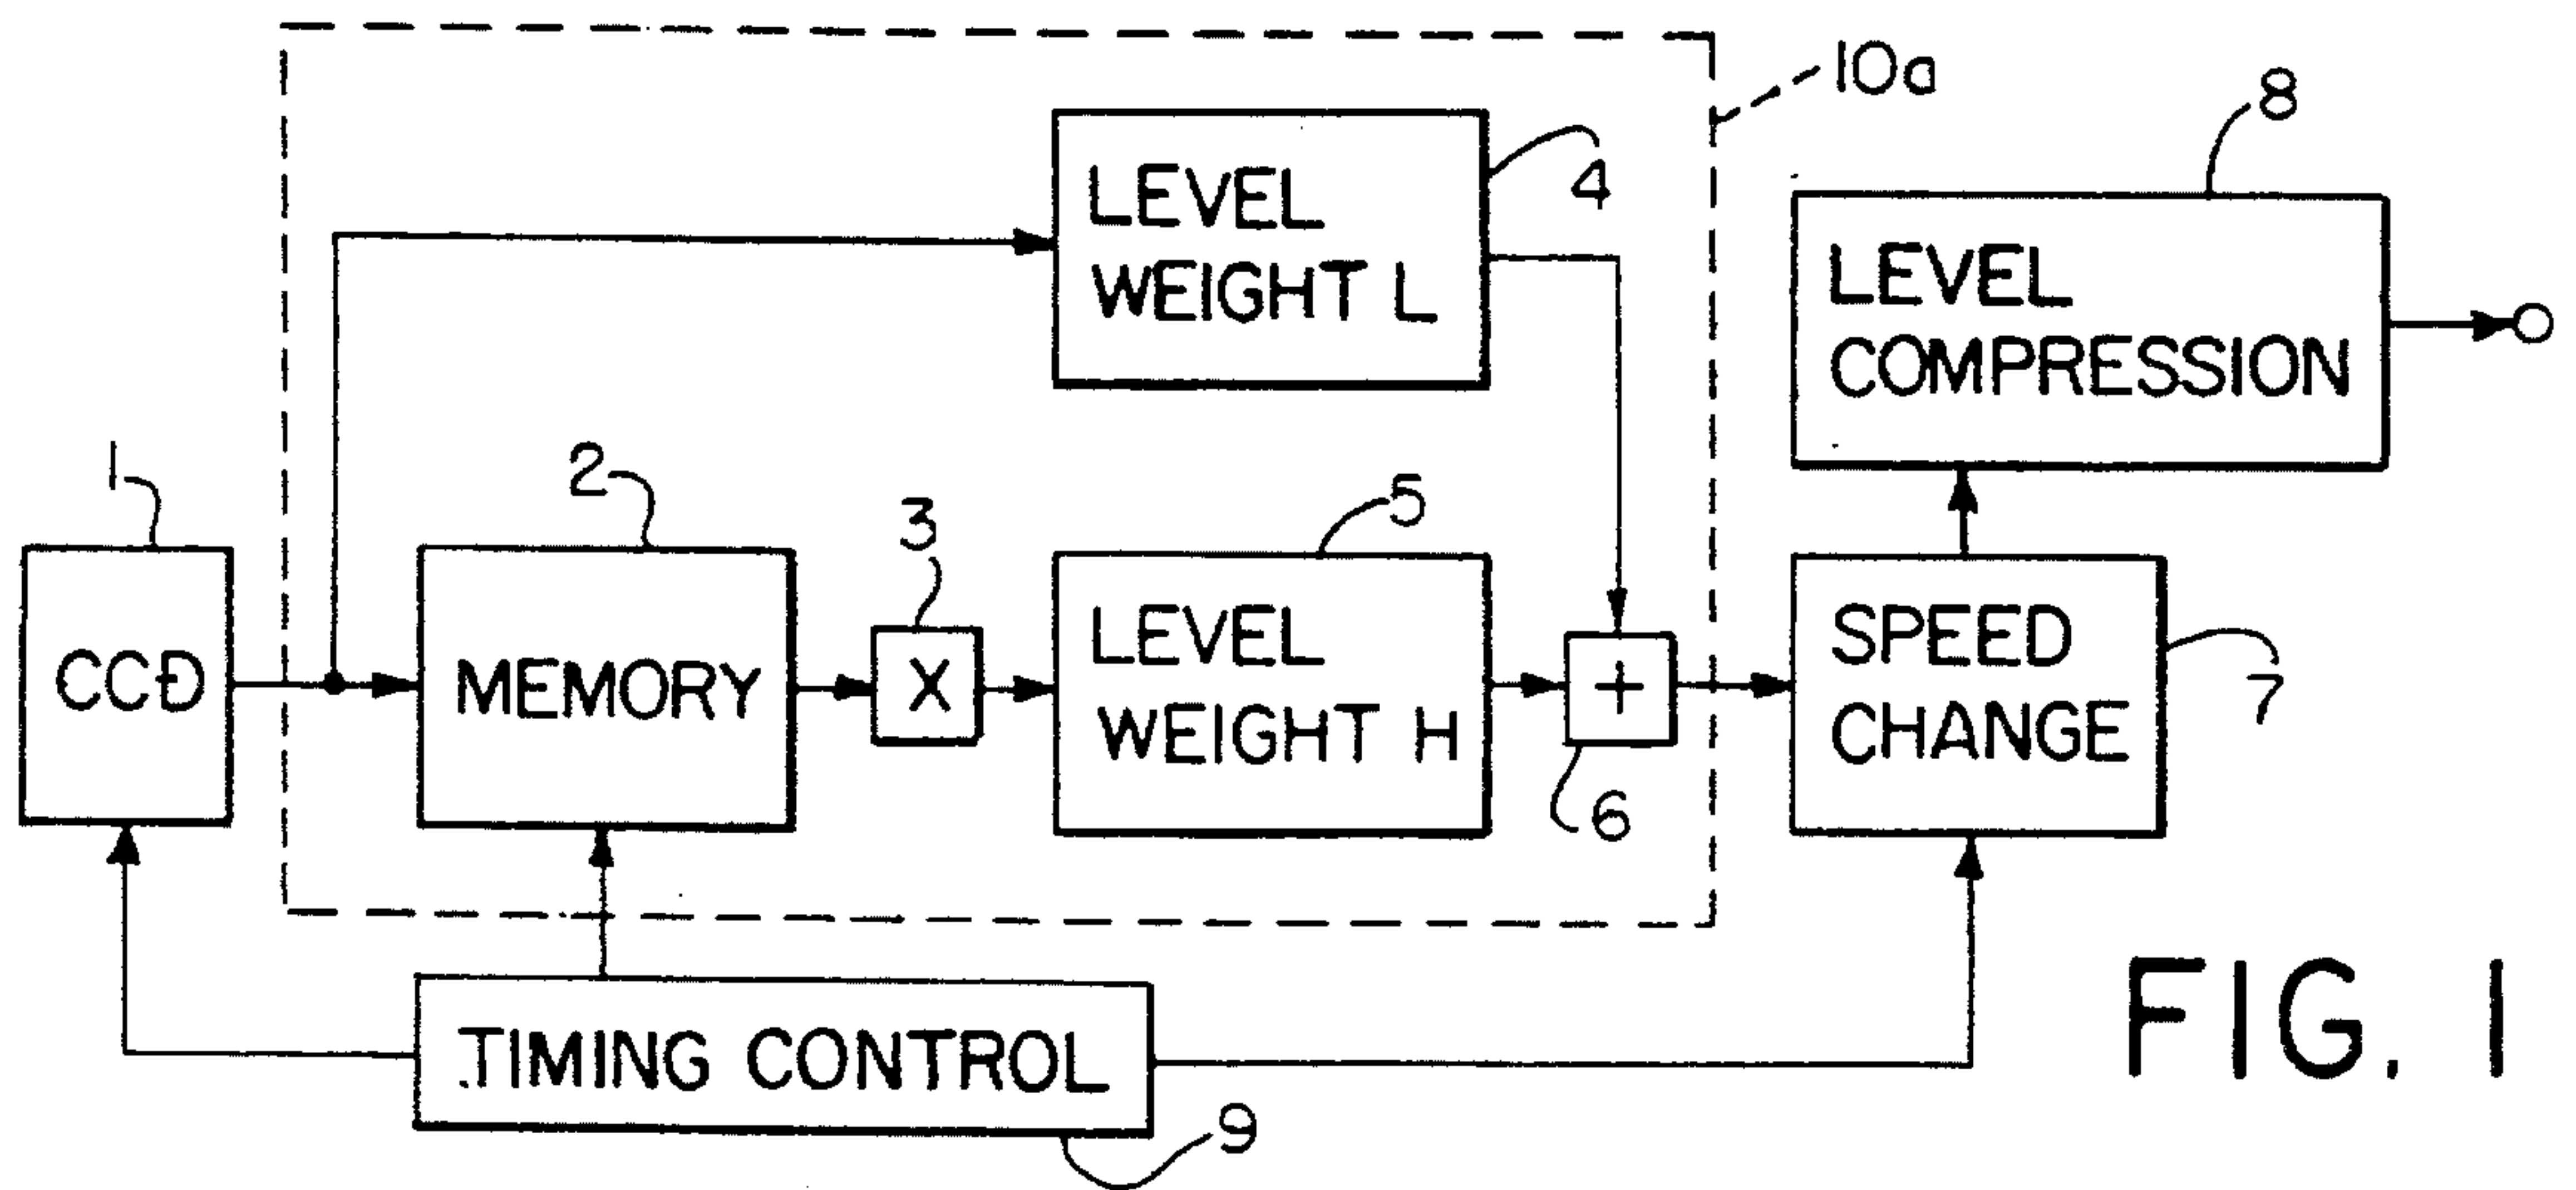 10a
8
4
LEVEL
WEIGHT L
LEVEL
COMPRESSION
1
2
3
5
CCD
MEMORY
X
LEVEL
WEIGHT H
+
SPEED
CHANGE
7
6
TIMING CONTROL
9
FIG. 1